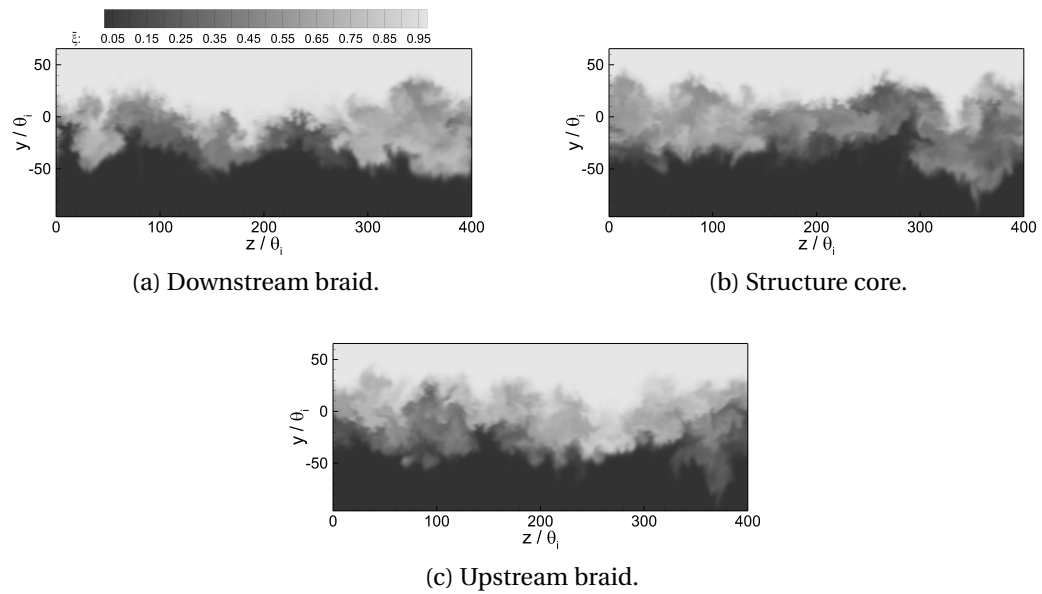 ξ̄: 0.05 0.15 0.25 0.35 0.45 0.55 0.65 0.75 0.85 0.95
y / θi
50
0
-50
0 100 200 300 400
z / θi
(a) Downstream braid.
y / θi
50
0
-50
0 100 200 300 400
z / θi
(b) Structure core.
y / θi
50
0
-50
0 100 200 300 400
z / θi
(c) Upstream braid.